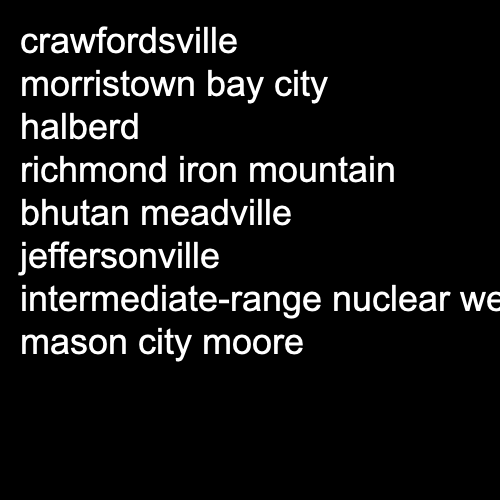 crawfordsville
morristown bay city
halberd
richmond iron mountain
bhutan meadville
jeffersonville
intermediate-range nuclear we
mason city moore